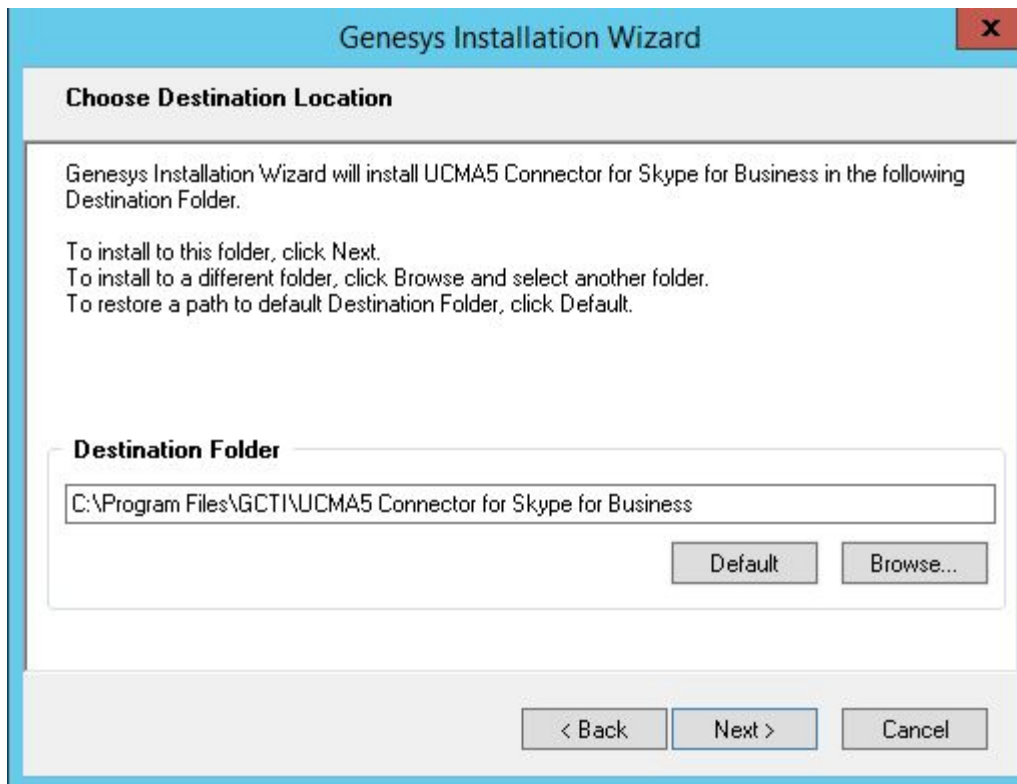 Genesys Installation Wizard
x
Choose Destination Location
Genesys Installation Wizard will install UCMA5 Connector for Skype for Business in the following
Destination Folder.
To install to this folder, click Next.
To install to a different folder, click Browse and select another folder.
To restore a path to default Destination Folder, click Default.
Destination Folder
C:\Program Files\GCTI\UCMA5 Connector for Skype for Business
Default Browse...
< Back Next > Cancel